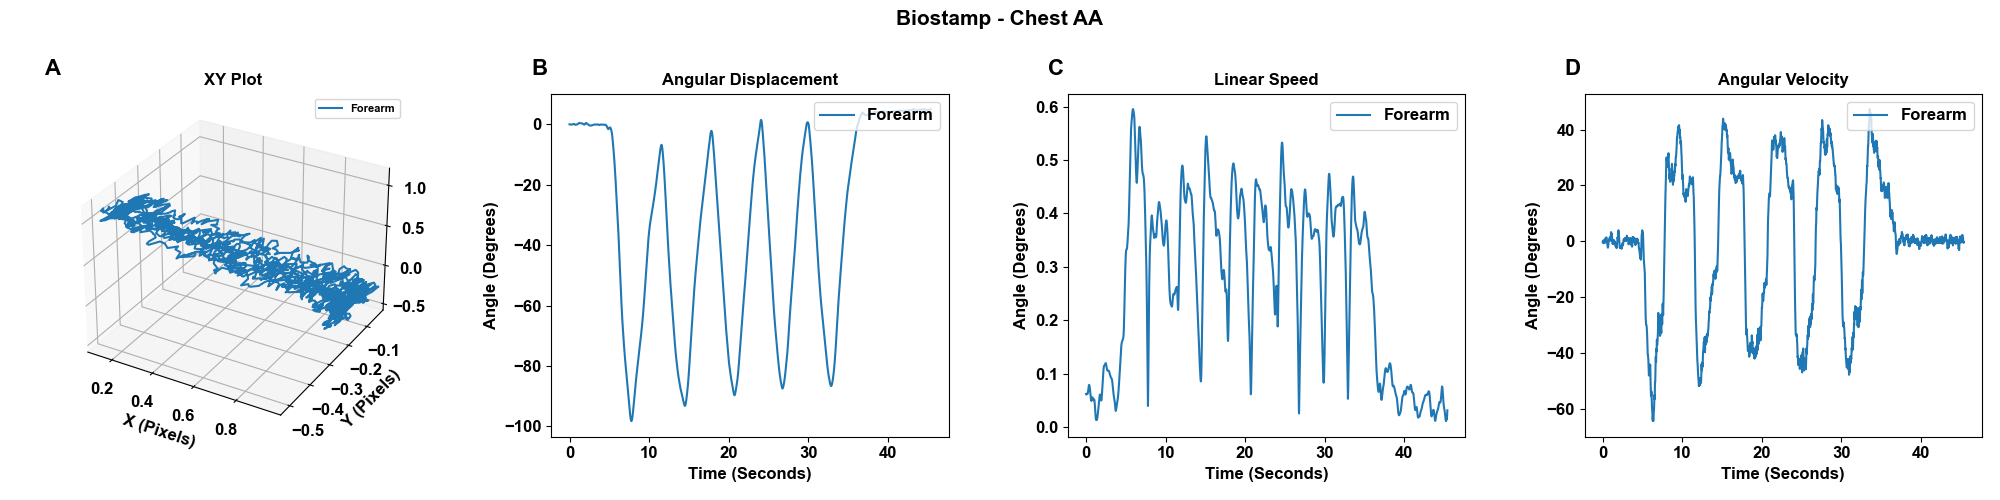 Biostamp - Chest AA
A
XY Plot
Forearm
1.0
0.5
0.0
−0.5
−0.1
−0.2
−0.3
−0.4
−0.5
Y (Pixels)
0.2
0.4
0.6
0.8
X (Pixels)
B
Angular Displacement
Forearm
0
−20
−40
−60
−80
−100
Angle (Degrees)
0 10 20 30 40
Time (Seconds)
C
Linear Speed
Forearm
0.6
0.5
0.4
0.3
0.2
0.1
0.0
Angle (Degrees)
0 10 20 30 40
Time (Seconds)
D
Angular Velocity
Forearm
40
20
0
−20
−40
−60
Angle (Degrees)
0 10 20 30 40
Time (Seconds)